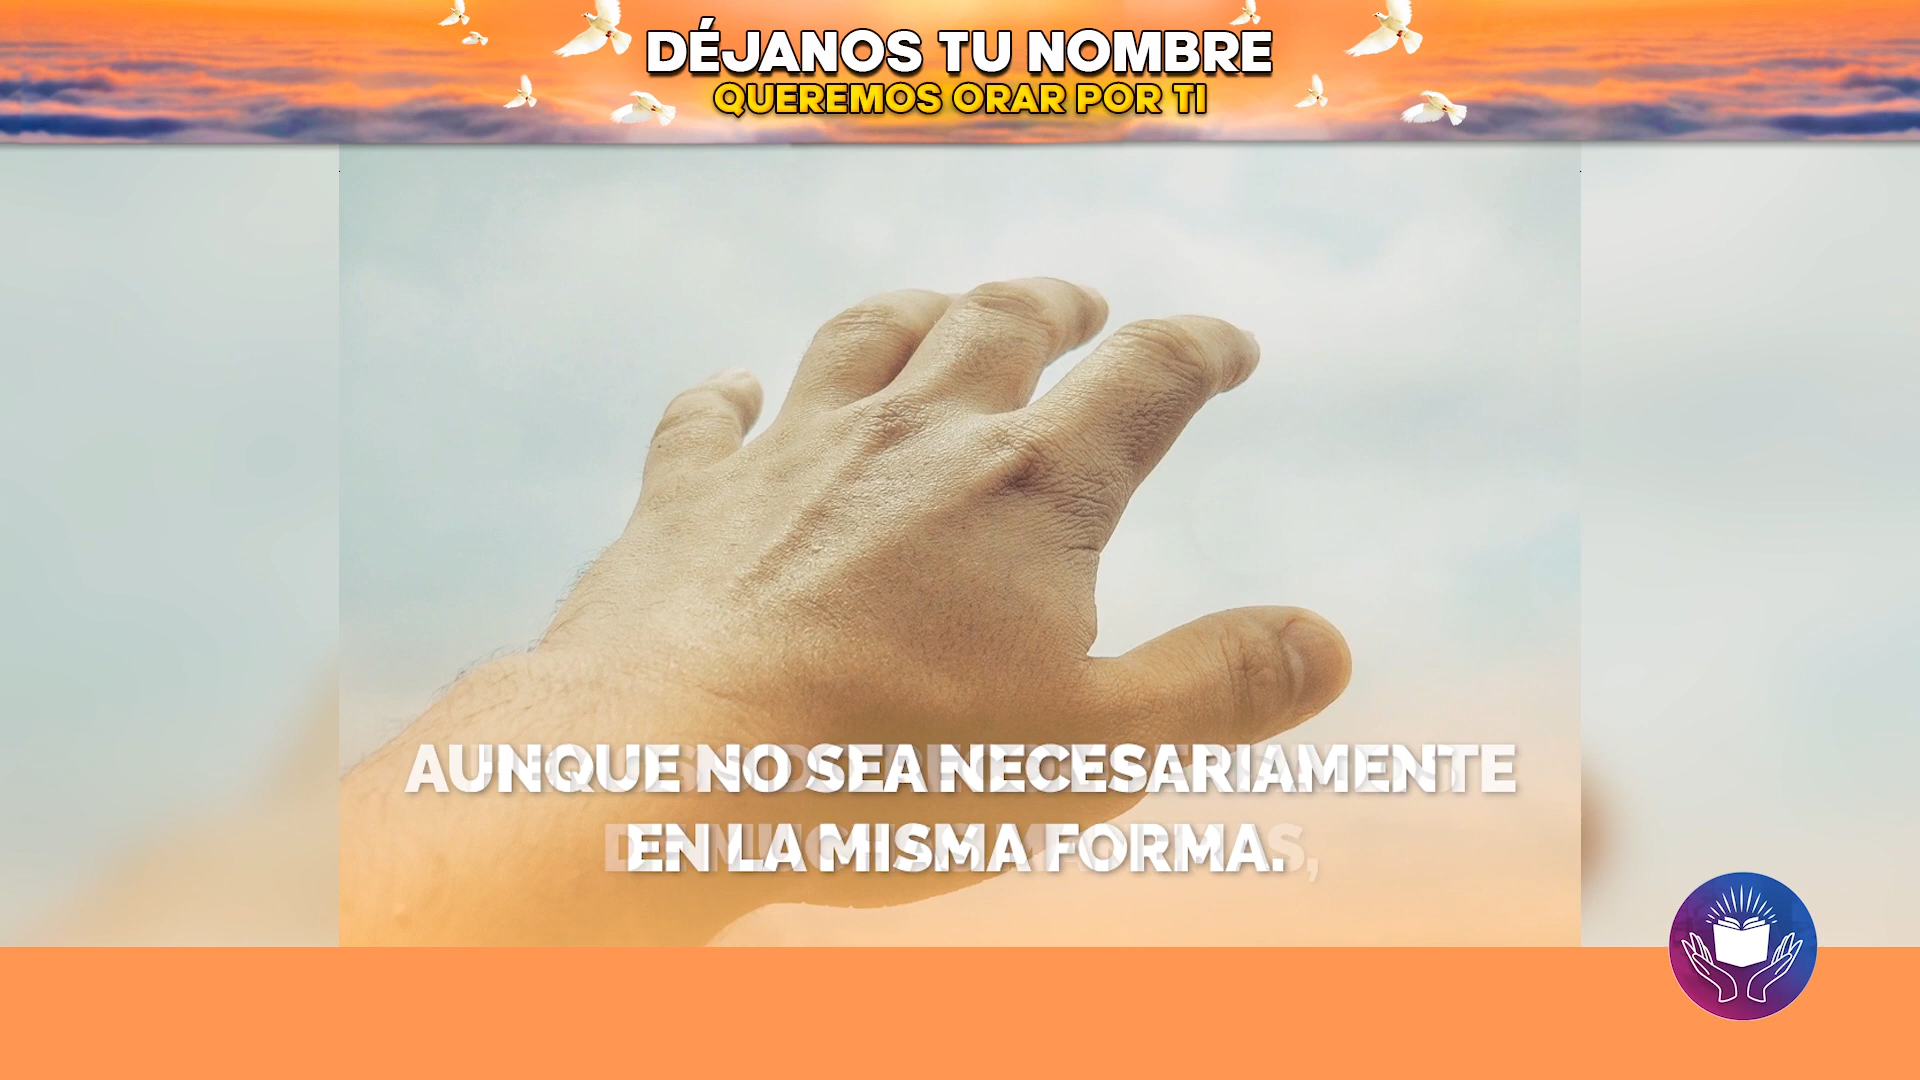 DÉJANOS TU NOMBRE
QUEREMOS ORAR POR TI
AUNQUE NO SEA NECESARIAMENTE
EN LA MISMA FORMA.